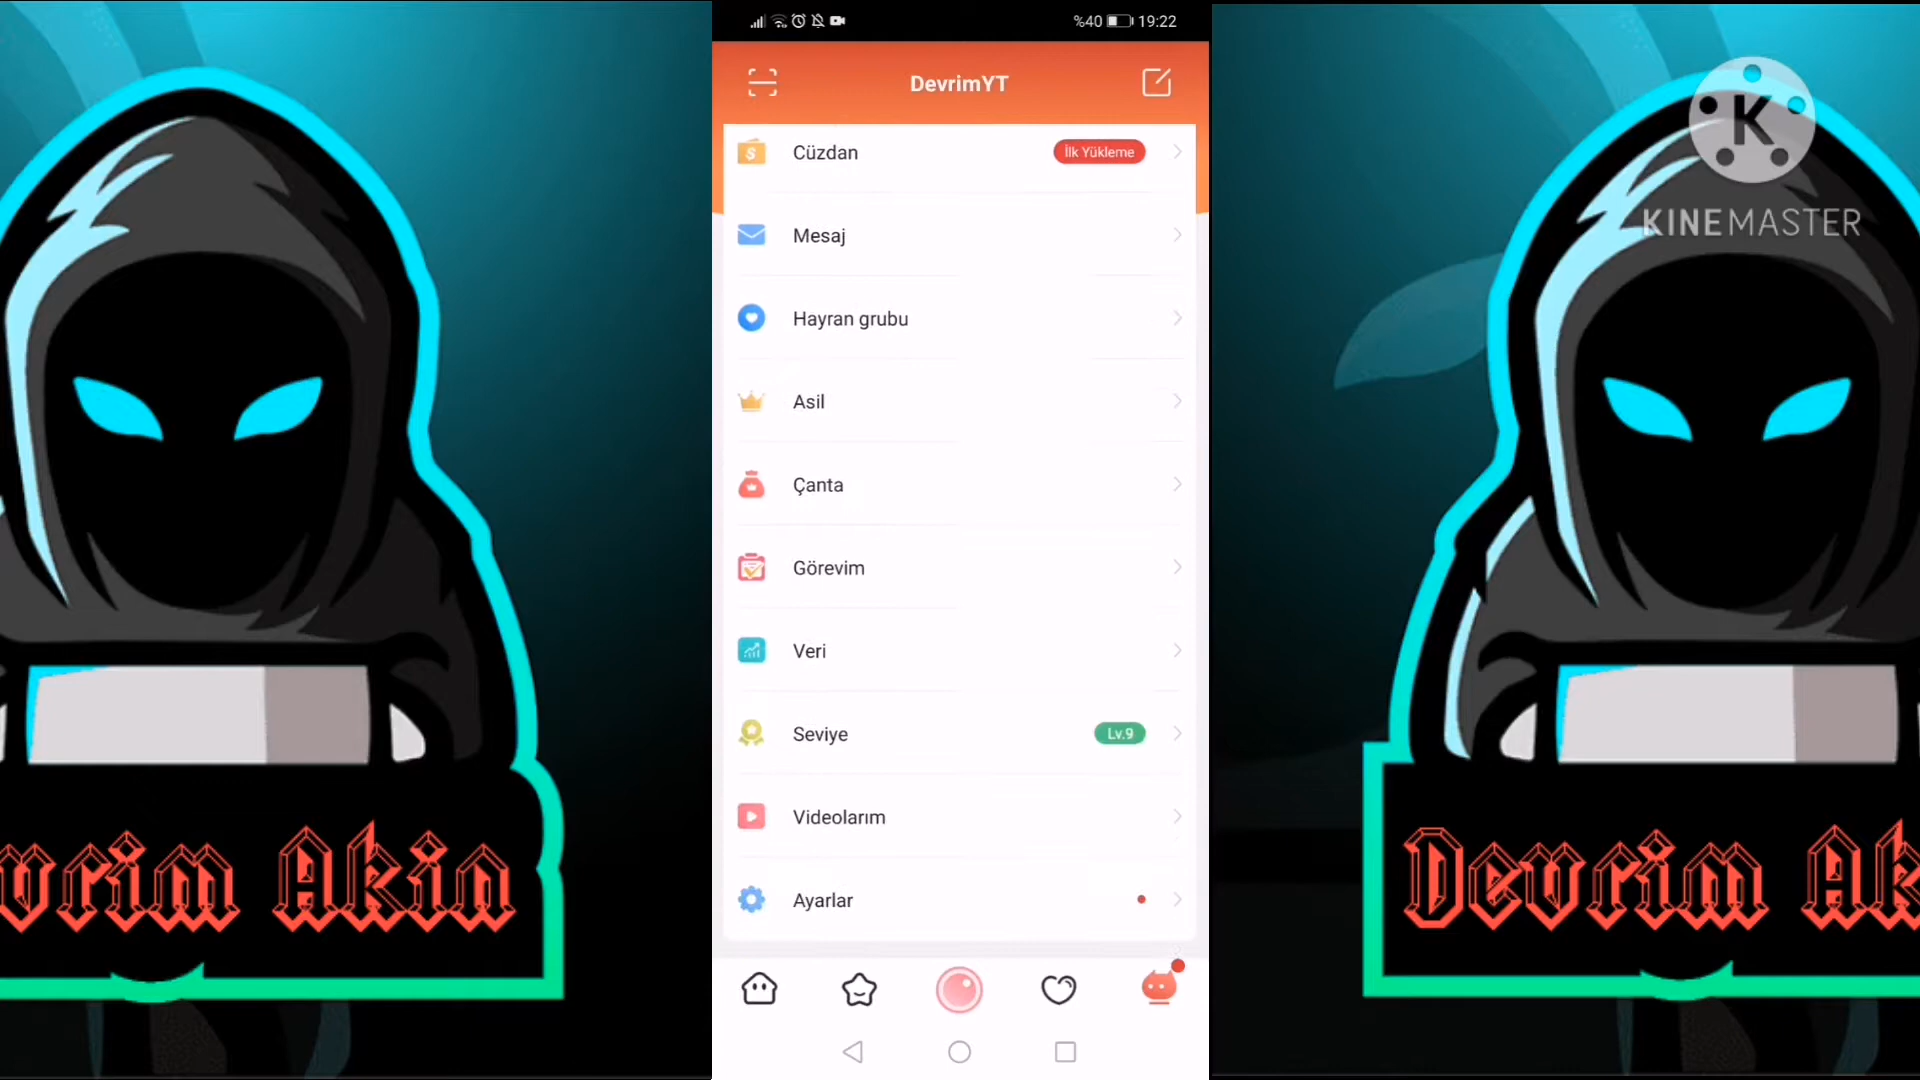 %40 19:22
DevrimYT
Cüzdan
İlk Yükleme
Mesaj
Hayran grubu
Asil
Çanta
Görevim
Veri
Seviye
Lv.9
Videolarım
Ayarlar
K
KINEMASTER
vrim Akin
Devrim Ak